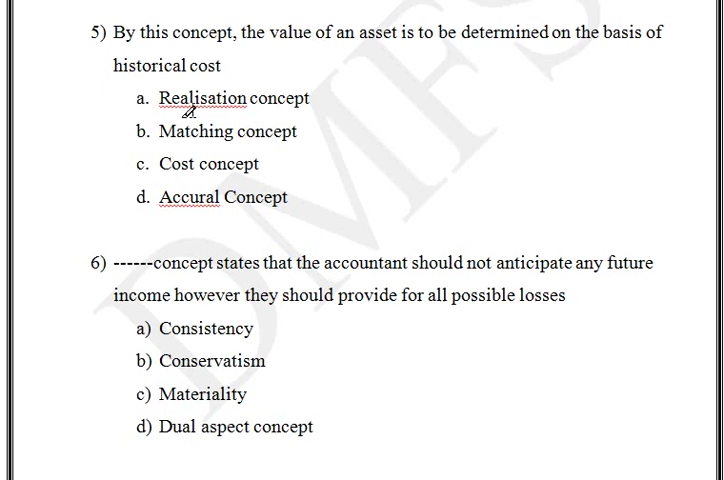 5) By this concept, the value of an asset is to be determined on the basis of
historical cost
a. Realisation concept
b. Matching concept
c. Cost concept
d. Accural Concept
6) ------concept states that the accountant should not anticipate any future
income however they should provide for all possible losses
a) Consistency
b) Conservatism
c) Materiality
d) Dual aspect concept
DMFS